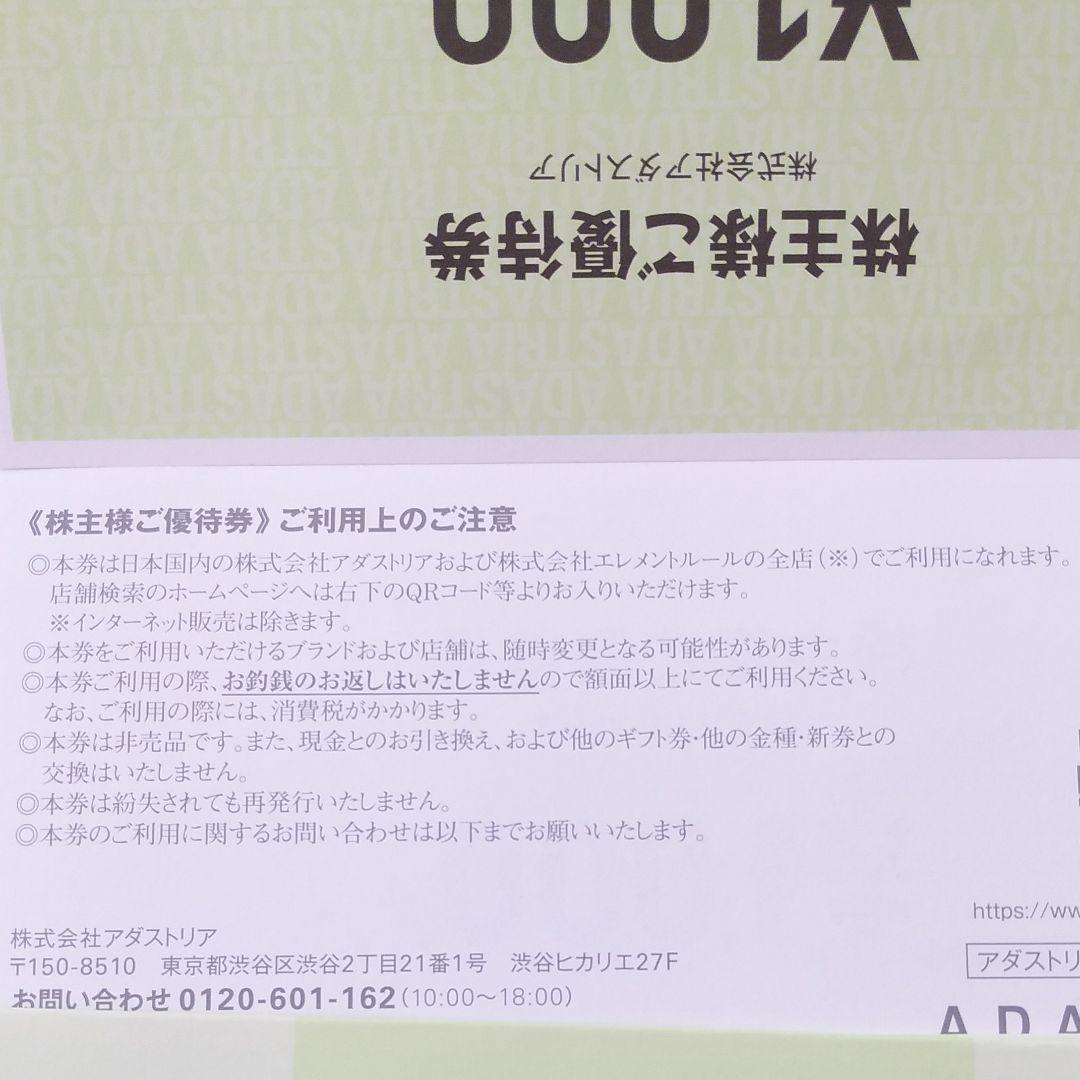 ¥1,000
株式会社アダストリア
株主様ご優待券
《株主様ご優待券》ご利用上のご注意
◎本券は日本国内の株式会社アダストリアおよび株式会社エレメントルールの全店(※)でご利用になれます。
店舗検索のホームページへは右下のQRコード等よりお入りいただけます。
※インターネット販売は除きます。
◎本券をご利用いただけるブランドおよび店舗は、随時変更となる可能性があります。
◎本券ご利用の際、お釣銭のお返しはいたしませんので額面以上にてご利用ください。
なお、ご利用の際には、消費税がかかります。
◎本券は非売品です。また、現金とのお引き換え、および他のギフト券・他の金種・新券との
交換はいたしません。
◎本券は紛失されても再発行いたしません。
◎本券のご利用に関するお問い合わせは以下までお願いいたします。
https://ww
株式会社アダストリア
アダストリ
〒150-8510 東京都渋谷区渋谷2丁目21番1号 渋谷ヒカリエ27F
お問い合わせ 0120-601-162(10:00～18:00)
ADA